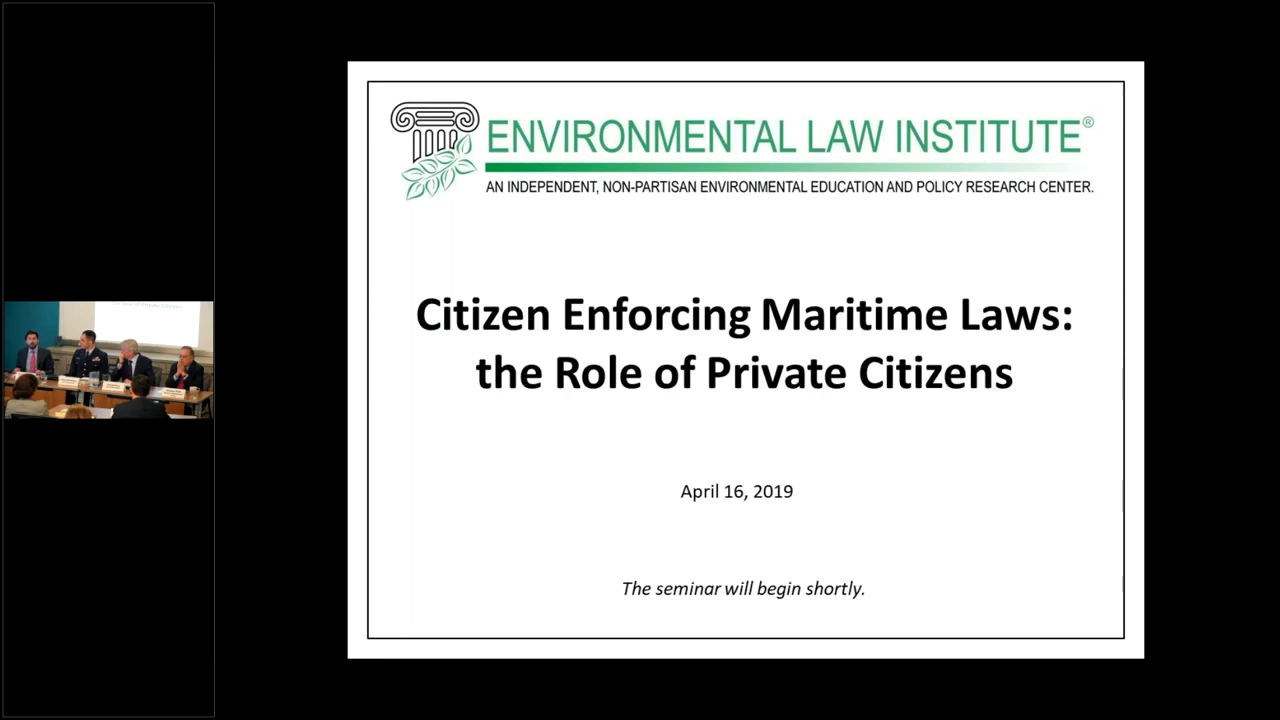 ENVIRONMENTAL LAW INSTITUTE®
AN INDEPENDENT, NON-PARTISAN ENVIRONMENTAL EDUCATION AND POLICY RESEARCH CENTER.
Citizen Enforcing Maritime Laws:
the Role of Private Citizens
April 16, 2019
The seminar will begin shortly.